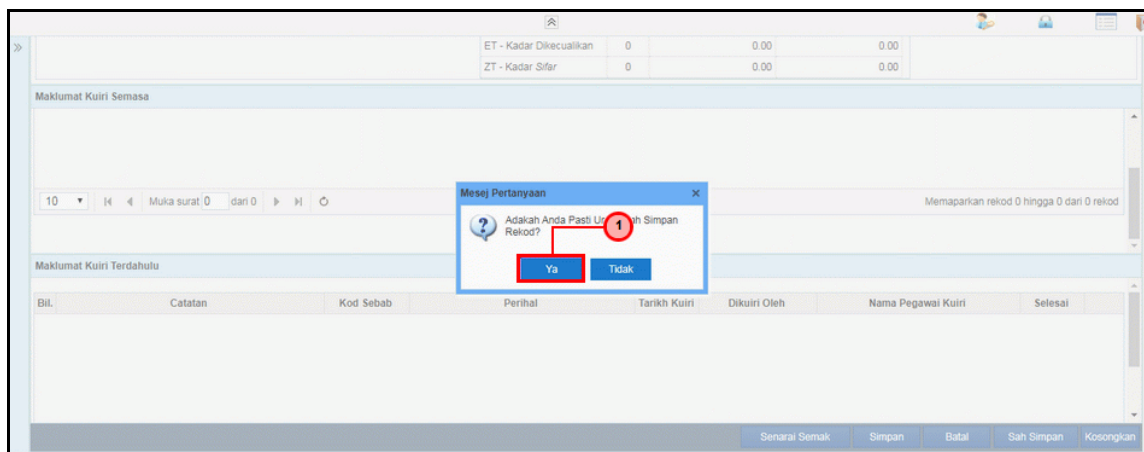 ET - Kadar Dikecualikan 0 0.00 0.00
ZT - Kadar Sifar 0 0.00 0.00
Maklumat Kuiri Semasa
10 Muka surat 0 dari 0 Memaparkan rekod 0 hingga 0 dari 0 rekod
Mesej Pertanyaan
Adakah Anda Pasti Simpan
Rekod?
1
Ya Tidak
Maklumat Kuiri Terdahulu
Bil. Catatan Kod Sebab Perihal Tarikh Kuiri Dikuiri Oleh Nama Pegawai Kuiri Selesai
Senarai Semak Simpan Batal Sah Simpan Kosongkan